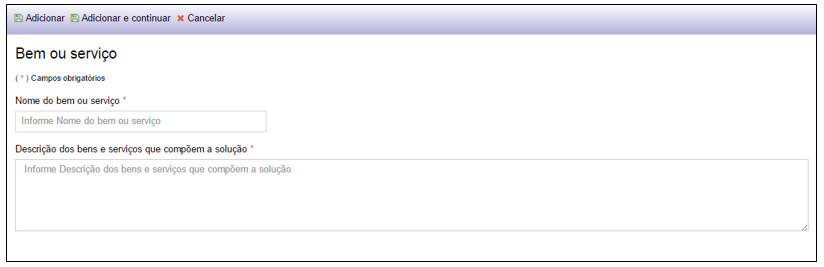 Adicionar Adicionar e continuar Cancelar
Bem ou serviço
( * ) Campos obrigatórios
Nome do bem ou serviço *
Informe Nome do bem ou serviço
Descrição dos bens e serviços que compõem a solução *
Informe Descrição dos bens e serviços que compõem a solução